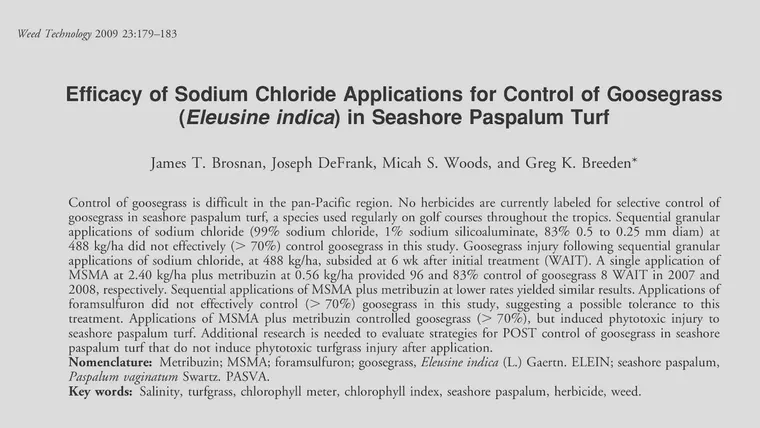 Weed Technology 2009 23:179–183
Efficacy of Sodium Chloride Applications for Control of Goosegrass
(Eleusine indica) in Seashore Paspalum Turf
James T. Brosnan, Joseph DeFrank, Micah S. Woods, and Greg K. Breeden*
Control of goosegrass is difficult in the pan-Pacific region. No herbicides are currently labeled for selective control of
goosegrass in seashore paspalum turf, a species used regularly on golf courses throughout the tropics. Sequential granular
applications of sodium chloride (99% sodium chloride, 1% sodium silicoaluminate, 83% 0.5 to 0.25 mm diam) at
488 kg/ha did not effectively (> 70%) control goosegrass in this study. Goosegrass injury following sequential granular
applications of sodium chloride, at 488 kg/ha, subsided at 6 wk after initial treatment (WAIT). A single application of
MSMA at 2.40 kg/ha plus metribuzin at 0.56 kg/ha provided 96 and 83% control of goosegrass 8 WAIT in 2007 and
2008, respectively. Sequential applications of MSMA plus metribuzin at lower rates yielded similar results. Applications of
foramsulfuron did not effectively control (> 70%) goosegrass in this study, suggesting a possible tolerance to this
treatment. Applications of MSMA plus metribuzin controlled goosegrass (> 70%), but induced phytotoxic injury to
seashore paspalum turf. Additional research is needed to evaluate strategies for POST control of goosegrass in seashore
paspalum turf that do not induce phytotoxic turfgrass injury after application.
Nomenclature: Metribuzin; MSMA; foramsulfuron; goosegrass, Eleusine indica (L.) Gaertn. ELEIN; seashore paspalum,
Paspalum vaginatum Swartz. PASVA.
Key words: Salinity, turfgrass, chlorophyll meter, chlorophyll index, seashore paspalum, herbicide, weed.